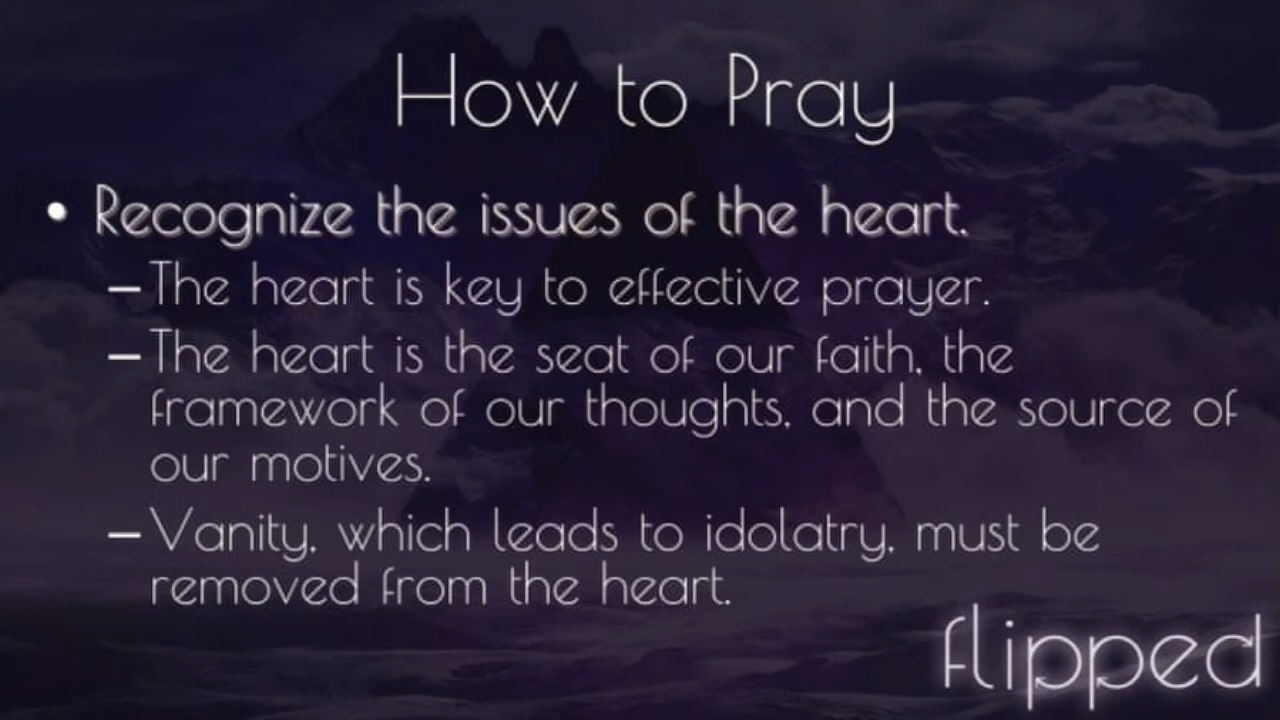 How to Pray
• Recognize the issues of the heart.
–The heart is key to effective prayer.
–The heart is the seat of our faith, the
framework of our thoughts, and the source of
our motives.
–Vanity, which leads to idolatry, must be
removed from the heart.
flipped